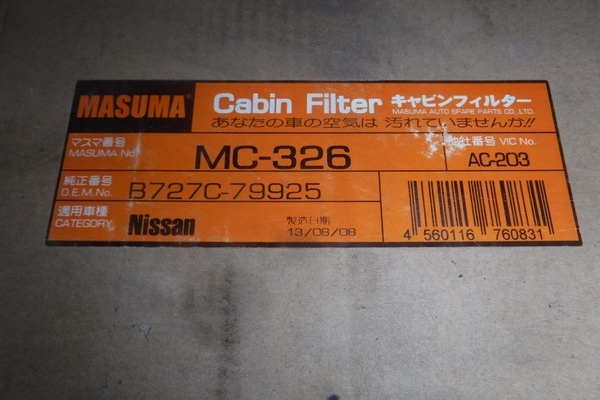 MASUMA
Cabin Filter キャビンフィルター
MASUMA AUTO SPARE PARTS CO., LTD.
あなたの車の空気は 汚れていませんか!!
マスマ番号
MASUMA No.
MC-326
他社番号 VIC No.
AC-203
純正番号
O.E.M.No.
B727C-79925
適用車種
CATEGORY
Nissan
製造日期
13/08/08
4 560116 760831